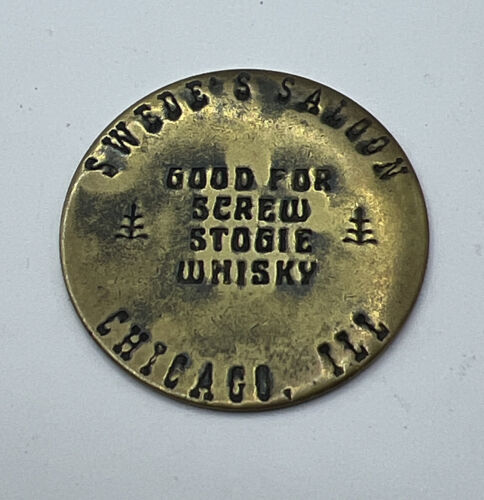 SWEDE'S SALOON
GOOD FOR
SCREW
STOGIE
WHISKY
CHICAGO, ILL